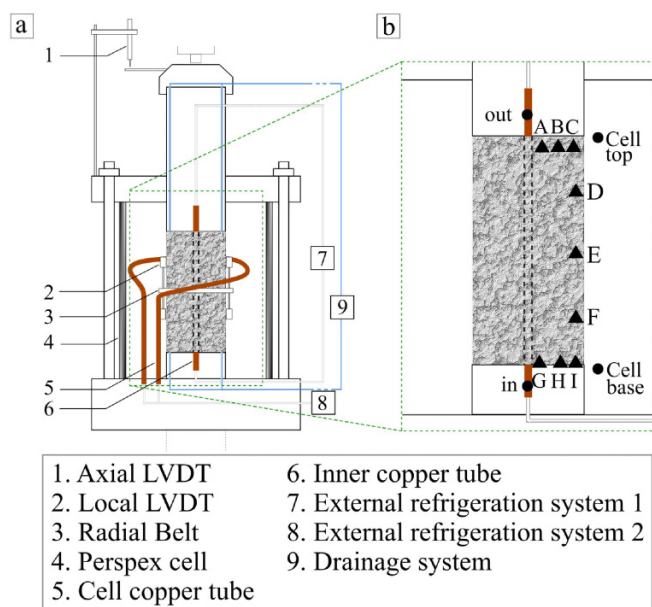 a
1
2
3
4
5
6
7
9
8
b
out
A B C
Cell
top
D
E
F
in
G H I
Cell
base
1. Axial LVDT
2. Local LVDT
3. Radial Belt
4. Perspex cell
5. Cell copper tube
6. Inner copper tube
7. External refrigeration system 1
8. External refrigeration system 2
9. Drainage system